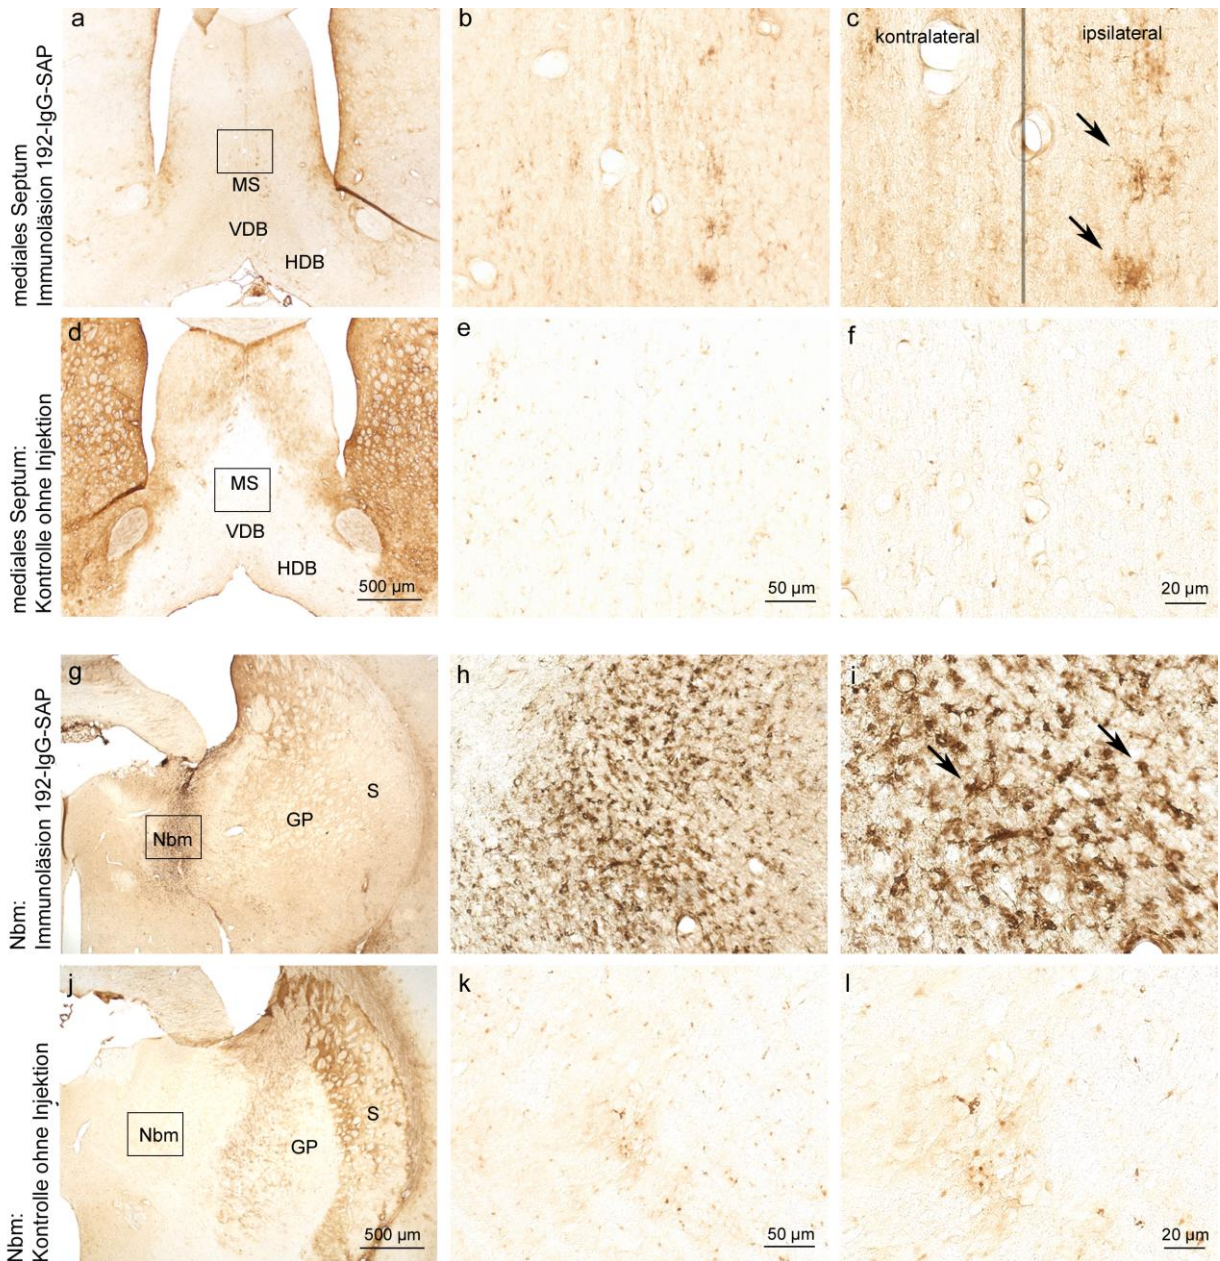 mediales Septum
Immunoläsion 192-IgG-SAP
a
MS
VDB
HDB
b
c
kontralateral
ipsilateral
mediales Septum:
Kontrolle ohne Injektion
d
MS
VDB
HDB
500 µm
e
50 µm
f
20 µm
Nbm:
Immunoläsion 192-IgG-SAP
g
Nbm
GP
S
h
i
Nbm:
Kontrolle ohne Injektion
j
Nbm
GP
S
500 µm
k
50 µm
l
20 µm